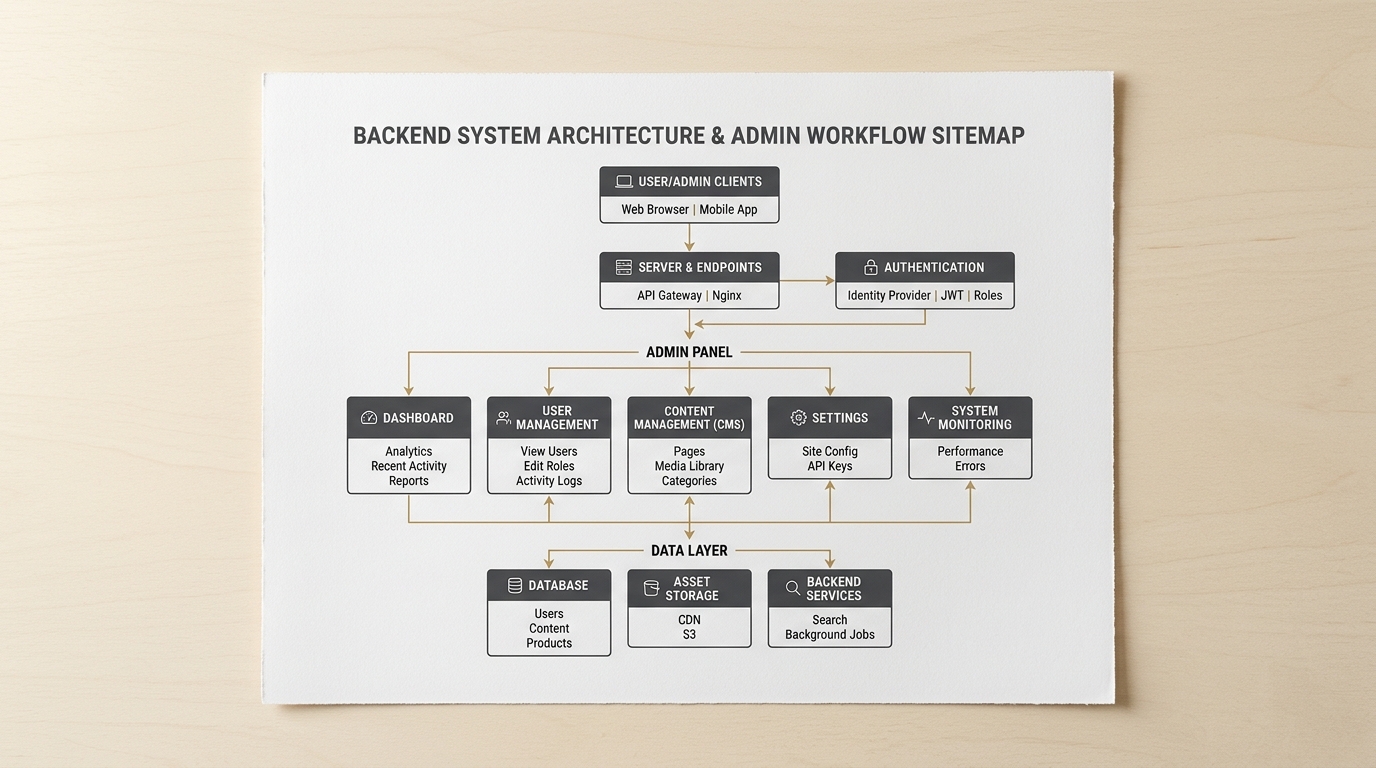 BACKEND SYSTEM ARCHITECTURE & ADMIN WORKFLOW SITEMAP
USER/ADMIN CLIENTS
Web Browser | Mobile App
SERVER & ENDPOINTS
API Gateway | Nginx
AUTHENTICATION
Identity Provider | JWT | Roles
ADMIN PANEL
DASHBOARD
Analytics
Recent Activity
Reports
USER
MANAGEMENT
View Users
Edit Roles
Activity Logs
CONTENT
MANAGEMENT (CMS)
Pages
Media Library
Categories
SETTINGS
Site Config
API Keys
SYSTEM
MONITORING
Performance
Errors
DATA LAYER
DATABASE
Users
Content
Products
ASSET
STORAGE
CDN
S3
BACKEND
SERVICES
Search
Background Jobs